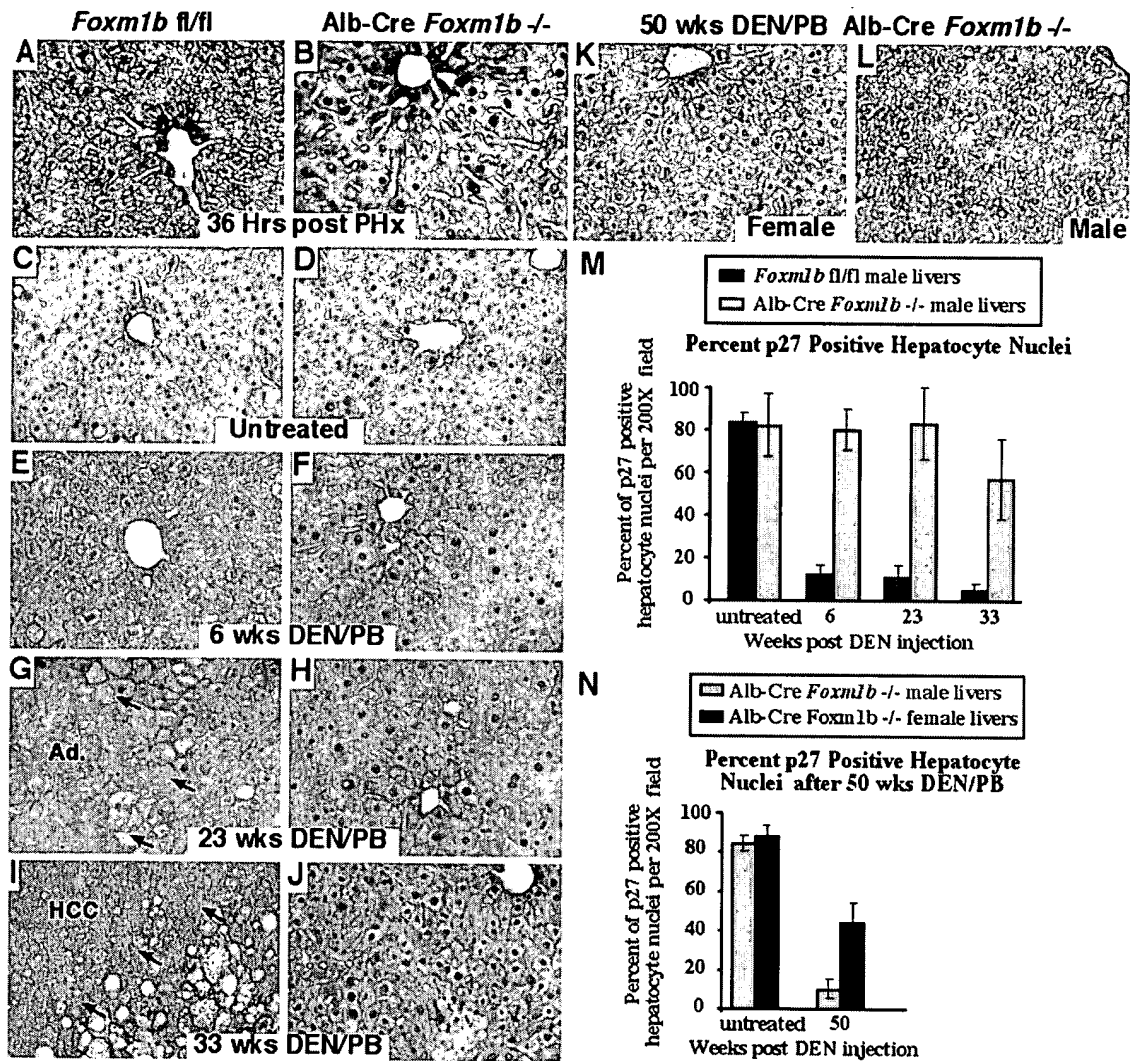 Foxm1b fl/fl
Alb-Cre Foxm1b -/-
50 wks DEN/PB Alb-Cre Foxm1b -/-
A
B
K
L
36 Hrs post PHx
Female
Male
C
D
Untreated
E
F
6 wks DEN/PB
G
H
Ad.
23 wks DEN/PB
I
J
HCC
33 wks DEN/PB
M
Foxm1b fl/fl male livers
Alb-Cre Foxm1b -/- male livers
Percent p27 Positive Hepatocyte Nuclei
Percent of p27 positive
hepatocyte nuclei per 200X field
100
80
60
40
20
0
untreated 6 23 33
Weeks post DEN injection
N
Alb-Cre Foxm1b -/- male livers
Alb-Cre Foxm1b -/- female livers
Percent p27 Positive Hepatocyte
Nuclei after 50 wks DEN/PB
Percent of p27 positive
hepatocyte nuclei per 200X field
100
80
60
40
20
0
untreated 50
Weeks post DEN injection